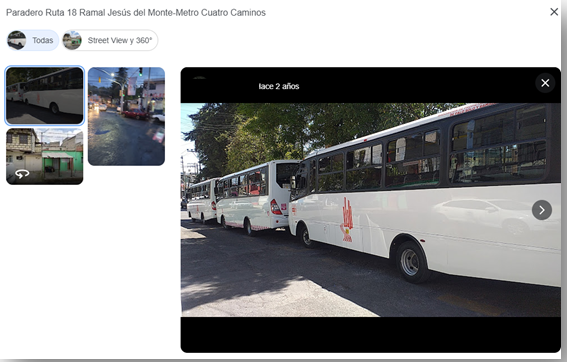 Paradero Ruta 18 Ramal Jesús del Monte-Metro Cuatro Caminos
Todas
Street View y 360°
lace 2 años